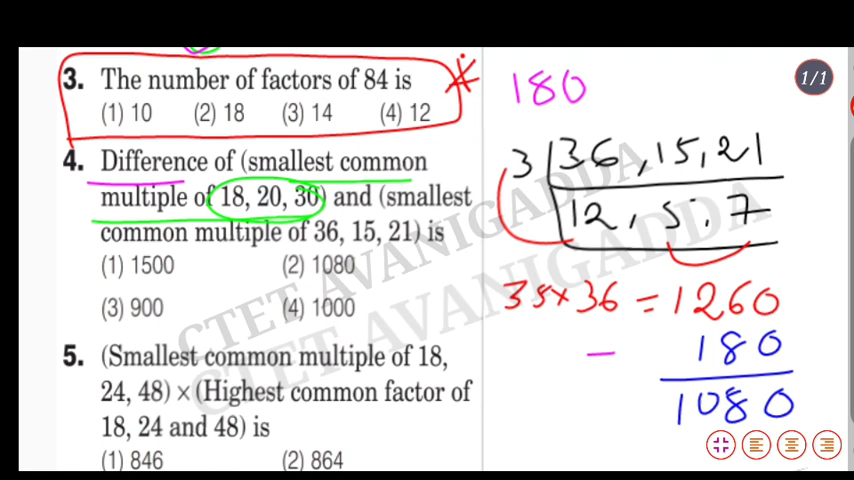 3. The number of factors of 84 is
(1) 10 (2) 18 (3) 14 (4) 12
4. Difference of (smallest common
multiple of 18, 20, 30) and (smallest
common multiple of 36, 15, 21) is
(1) 1500 (2) 1080
(3) 900 (4) 1000
5. (Smallest common multiple of 18,
24, 48) × (Highest common factor of
18, 24 and 48) is
(1) 846 (2) 864
CTET AVANIGADDA
CTET AVANIGADDA
1/1
180
3 36, 15, 21
12, 5, 7
35 × 36 = 1260
- 180
1080